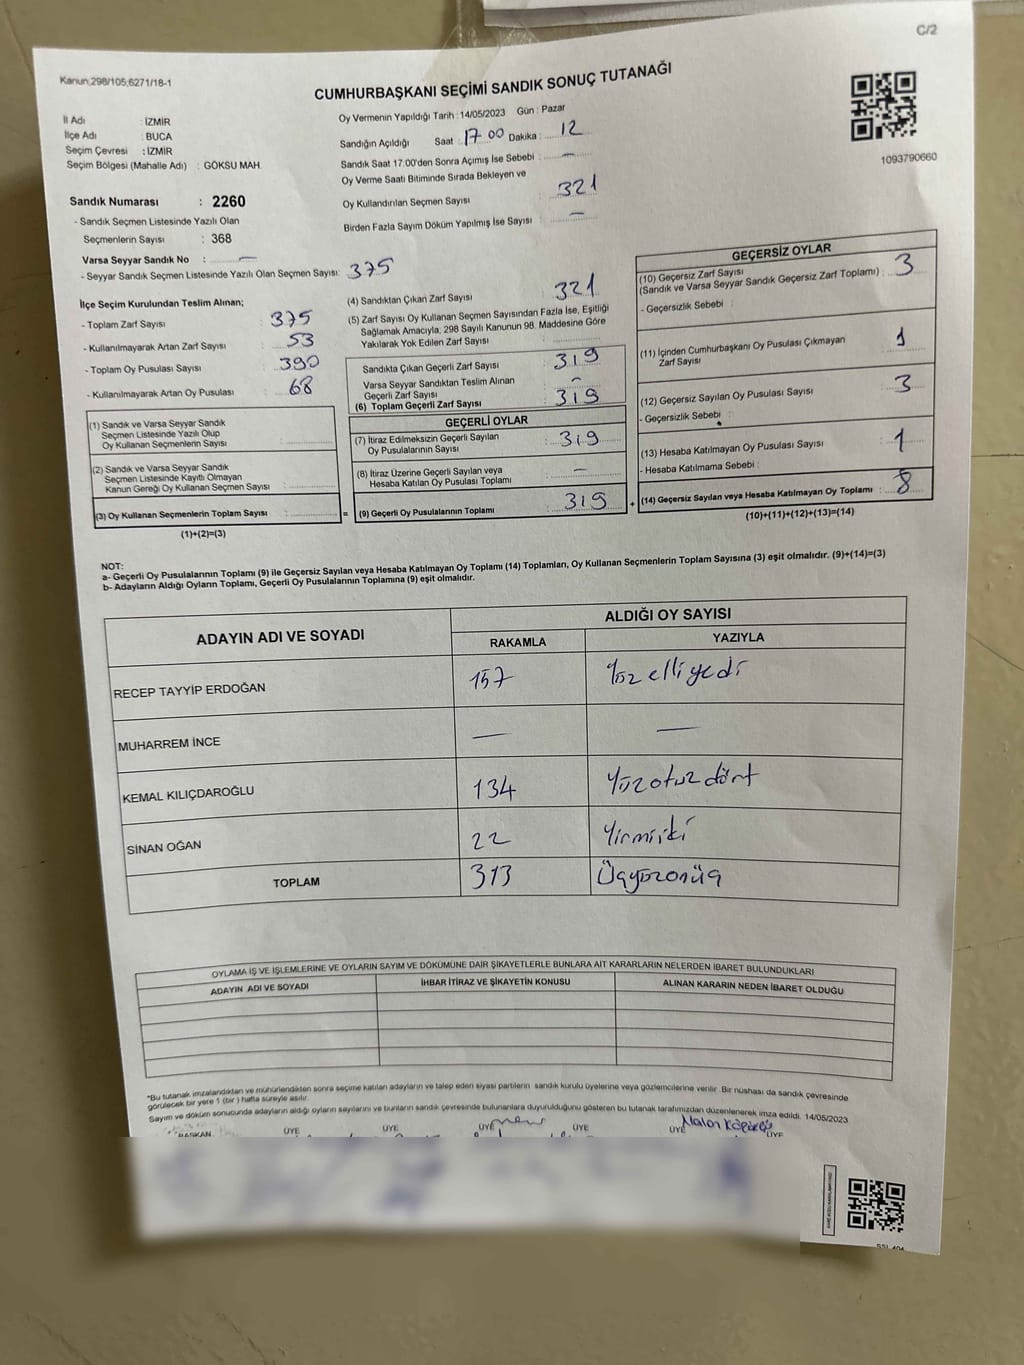 C/2
Kanun;298/105;6271/18-1
CUMHURBAŞKANI SEÇİMİ SANDIK SONUÇ TUTANAĞI
İl Adı : İZMİR
İlçe Adı : BUCA
Seçim Çevresi : İZMİR
Seçim Bölgesi (Mahalle Adı) : GÖKSU MAH.
Sandık Numarası : 2260
- Sandık Seçmen Listesinde Yazılı Olan
Seçmenlerin Sayısı : 368
Varsa Seyyar Sandık No : —
- Seyyar Sandık Seçmen Listesinde Yazılı Olan Seçmen Sayısı: 375
Oy Vermenin Yapıldığı Tarih : 14/05/2023 Gün : Pazar
Sandığın Açıldığı Saat : 17 00 Dakika : 12
Sandık Saat 17:00'den Sonra Açımış İse Sebebi : —
Oy Verme Saati Bitiminde Sırada Bekleyen ve
Oy Kullandırılan Seçmen Sayısı : 321
Birden Fazla Sayım Döküm Yapılmış İse Sayısı : —
1093790660
İlçe Seçim Kurulundan Teslim Alınan;
- Toplam Zarf Sayısı : 375
- Kullanılmayarak Artan Zarf Sayısı : 53
- Toplam Oy Pusulası Sayısı : 390
- Kullanılmayarak Artan Oy Pusulası : 68
(1) Sandık ve Varsa Seyyar Sandık
Seçmen Listesinde Yazılı Olup
Oy Kullanan Seçmenlerin Sayısı :
(2) Sandık ve Varsa Seyyar Sandık
Seçmen Listesinde Kayıtlı Olmayan
Kanun Gereği Oy Kullanan Seçmen Sayısı :
(3) Oy Kullanan Seçmenlerin Toplam Sayısı : =
(1)+(2)=(3)
(4) Sandıktan Çıkan Zarf Sayısı : 321
(5) Zarf Sayısı Oy Kullanan Seçmen Sayısından Fazla İse, Eşitliği
Sağlamak Amacıyla, 298 Sayılı Kanunun 98. Maddesine Göre
Yakılarak Yok Edilen Zarf Sayısı :
Sandıkta Çıkan Geçerli Zarf Sayısı : 319
Varsa Seyyar Sandıktan Teslim Alınan
Geçerli Zarf Sayısı : —
(6) Toplam Geçerli Zarf Sayısı : 319
GEÇERLİ OYLAR
(7) İtiraz Edilmeksizin Geçerli Sayılan
Oy Pusulalarının Sayısı : 319
(8) İtiraz Üzerine Geçerli Sayılan veya
Hesaba Katılan Oy Pusulası Toplamı : —
(9) Geçerli Oy Pusulalarının Toplamı : 319 +
GEÇERSİZ OYLAR
(10) Geçersiz Zarf Sayısı
(Sandık ve Varsa Seyyar Sandık Geçersiz Zarf Toplamı) : 3
- Geçersizlik Sebebi :
(11) İçinden Cumhurbaşkanı Oy Pusulası Çıkmayan
Zarf Sayısı : 1
(12) Geçersiz Sayılan Oy Pusulası Sayısı : 3
- Geçersizlik Sebebi :
(13) Hesaba Katılmayan Oy Pusulası Sayısı : 1
- Hesaba Katılmama Sebebi :
(14) Geçersiz Sayılan veya Hesaba Katılmayan Oy Toplamı : 8
(10)+(11)+(12)+(13)=(14)
NOT:
a- Geçerli Oy Pusulalarının Toplamı (9) ile Geçersiz Sayılan veya Hesaba Katılmayan Oy Toplamı (14) Toplamları, Oy Kullanan Seçmenlerin Toplam Sayısına (3) eşit olmalıdır. (9)+(14)=(3)
b- Adayların Aldığı Oyların Toplamı, Geçerli Oy Pusulalarının Toplamına (9) eşit olmalıdır.
ADAYIN ADI VE SOYADI ALDIĞI OY SAYISI
RAKAMLA YAZIYLA
RECEP TAYYİP ERDOĞAN 157 Yüz elli yedi
MUHARREM İNCE — —
KEMAL KILIÇDAROĞLU 134 Yüzotuz dört
SİNAN OĞAN 22 Yirmiiki
TOPLAM 313 Üçyüzonüç
OYLAMA İŞ VE İŞLEMLERİNE VE OYLARIN SAYIM VE DÖKÜMÜNE DAİR ŞİKAYETLERLE BUNLARA AİT KARARLARIN NELERDEN İBARET BULUNDUKLARI
ADAYIN ADI VE SOYADI İHBAR İTİRAZ VE ŞİKAYETİN KONUSU ALINAN KARARIN NEDEN İBARET OLDUĞU
*Bu tutanak imzalandıktan ve mühürlendikten sonra seçime katılan adayların ve talep eden siyasi partilerin sandık kurulu üyelerine veya gözlemcilerine verilir. Bir nüshası da sandık çevresinde
görülecek bir yere 1 (bir ) hafta süreyle asılır.
Sayım ve döküm sonucunda adayların aldığı oyların sayılarını ve bunların sandık çevresinde bulunanlara duyurulduğunu gösteren bu tutanak tarafımızdan düzenlenerek imza edildi. 14/05/2023
BAŞKAN ÜYE ÜYE ÜYE ÜYE ÜYE ÜYE